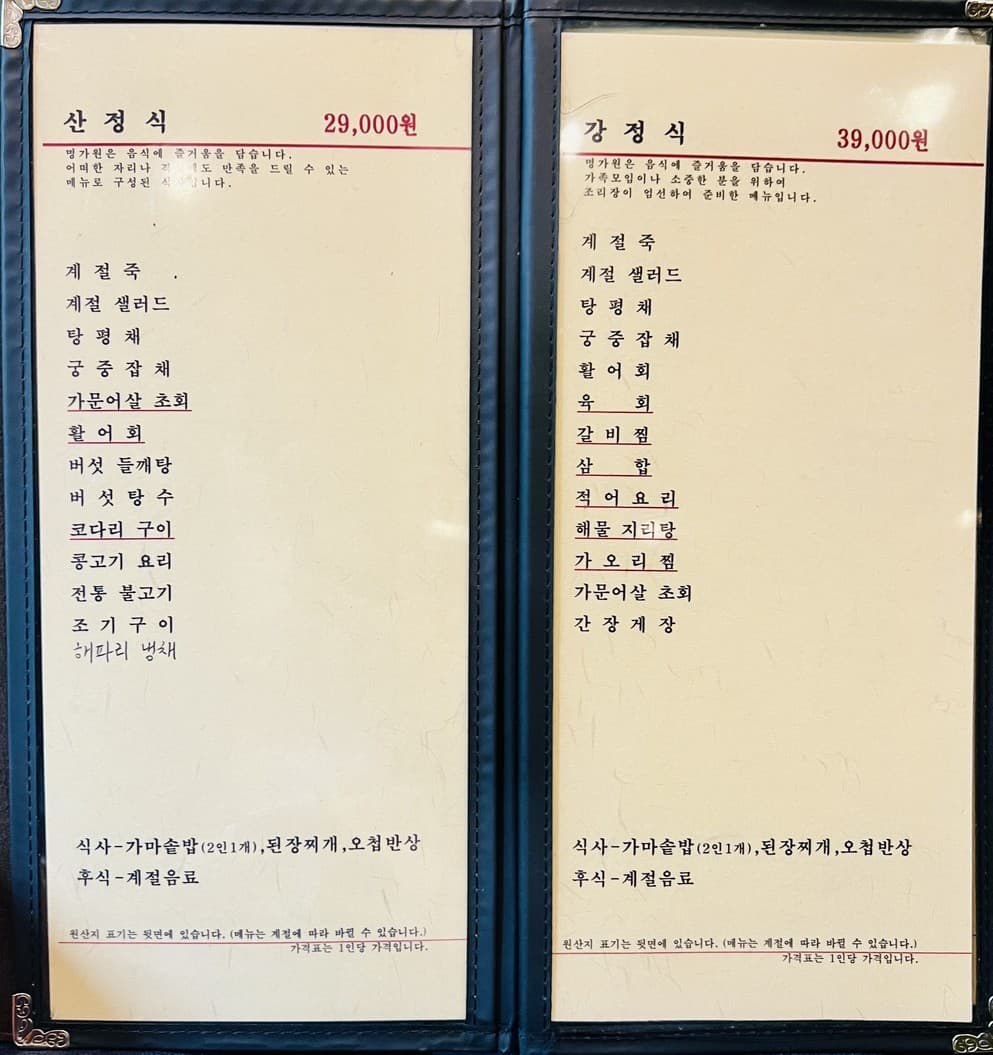 산 정 식 29,000원
명가원은 음식에 즐거움을 담습니다.
어떠한 자리나 만족을 드릴 수 있는
메뉴로 구성된
계 절 죽
계절 샐러드
탕 평 채
궁 중 잡 채
가문어살 초회
활 어 회
버섯 들깨탕
버 섯 탕 수
코다리 구이
콩고기 요리
전통 불고기
조 기 구 이
해파리 냉채
식사-가마솥밥(2인1개),된장찌개,오첩반상
후식-계절음료
원산지 표기는 뒷면에 있습니다. (메뉴는 계절에 따라 바뀔 수 있습니다.)
가격표는 1인당 가격입니다.
강 정 식 39,000원
명가원은 음식에 즐거움을 담습니다.
가족모임이나 소중한 분을 위하여
조리장이 엄선하여 준비한 메뉴입니다.
계 절 죽
계절 샐러드
탕 평 채
궁 중 잡 채
활 어 회
육 회
갈 비 찜
삼 합
적 어 요 리
해물 지리탕
가 오 리 찜
가문어살 초회
간 장 게 장
식사-가마솥밥(2인1개),된장찌개,오첩반상
후식-계절음료
원산지 표기는 뒷면에 있습니다. (메뉴는 계절에 따라 바뀔 수 있습니다.)
가격표는 1인당 가격입니다.